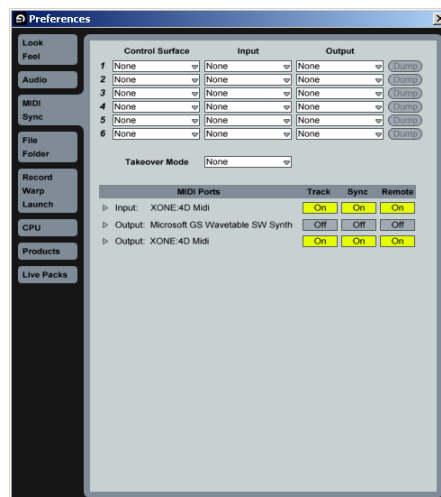 Preferences
Look
Feel
Audio
MIDI
Sync
File
Folder
Record
Warp
Launch
CPU
Products
Live Packs
Control Surface Input Output
1 None None None Dump
2 None None None Dump
3 None None None Dump
4 None None None Dump
5 None None None Dump
6 None None None Dump
Takeover Mode None
MIDI Ports Track Sync Remote
Input: XONE:4D Midi On On On
Output: Microsoft GS Wavetable SW Synth Off Off Off
Output: XONE:4D Midi On On On